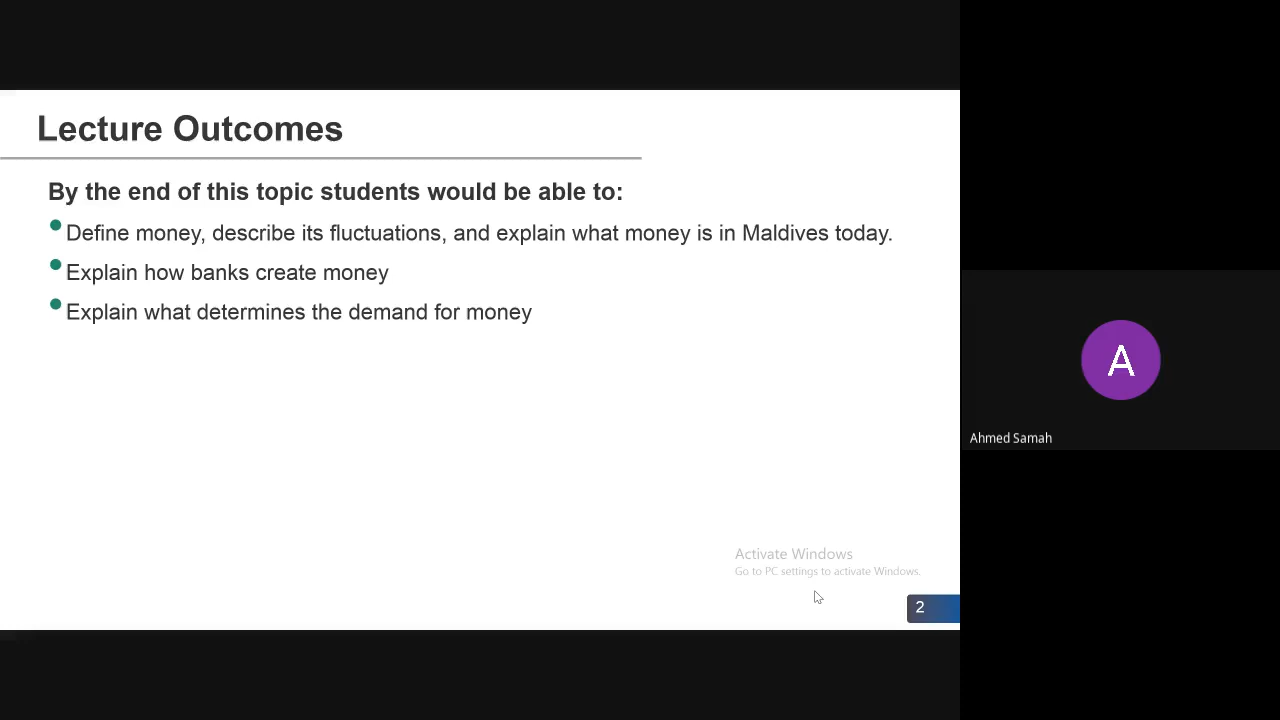 Lecture Outcomes
By the end of this topic students would be able to:
Define money, describe its fluctuations, and explain what money is in Maldives today.
Explain how banks create money
Explain what determines the demand for money
Activate Windows
Go to PC settings to activate Windows.
2
A
Ahmed Samah